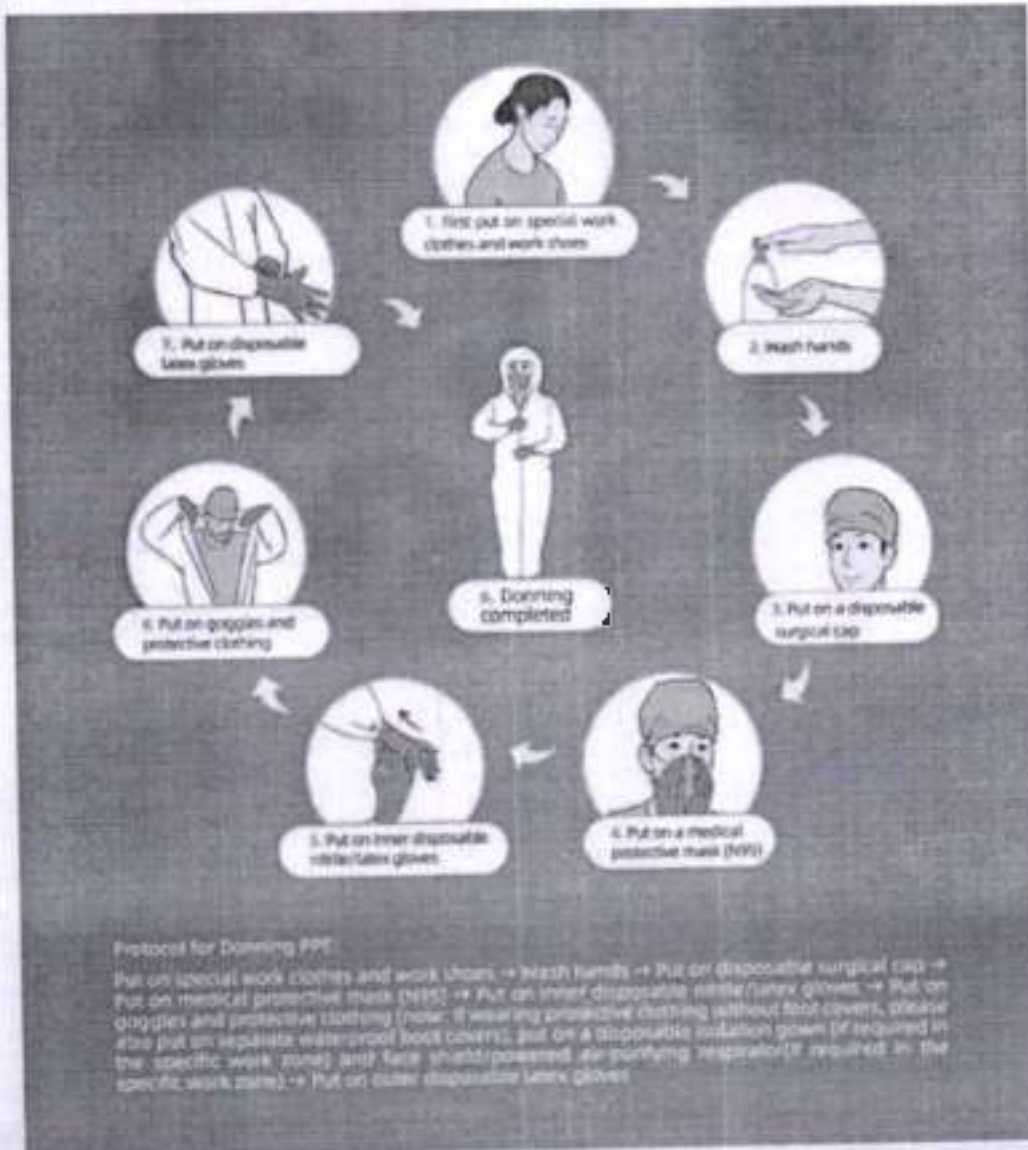 1. First put on special work
clothes and work shoes
2. Wash hands
3. Put on a disposable
surgical cap
4. Put on a medical
protective mask (N95)
5. Put on inner disposable
nitrile/latex gloves
6. Put on goggles and
protective clothing
7. Put on disposable
latex gloves
8. Donning
completed
Protocol for Donning PPE:
Put on special work clothes and work shoes → Wash hands → Put on disposable surgical cap →
Put on medical protective mask (N95) → Put on inner disposable nitrile/latex gloves → Put on
goggles and protective clothing (note: if wearing protective clothing without foot covers, please
also put on separate waterproof boot covers), put on a disposable isolation gown (if required in
the specific work zone) and face shield/powered air-purifying respirator (if required in the
specific work zone) → Put on outer disposable latex gloves